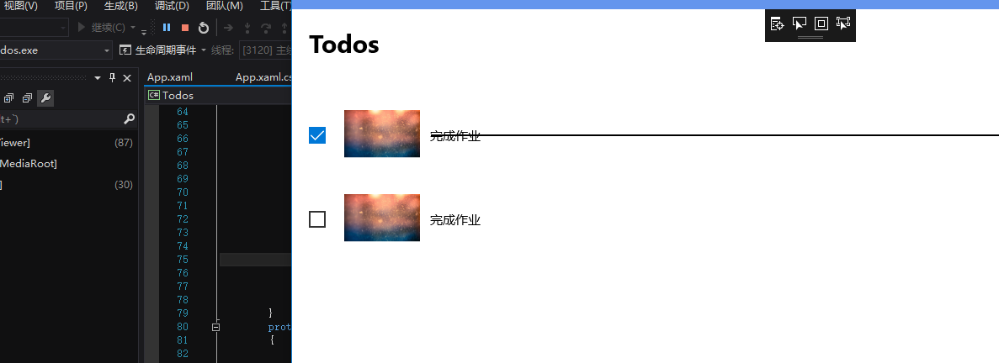 视图(V) 项目(P) 生成(B) 调试(D) 团队(M) 工具(T)
继续(C)
dos.exe 生命周期事件 线程: [3120] 主线
App.xaml App.xaml.cs
Todos
t+`)
iewer] (87)
MediaRoot]
] (30)
64
65
66
67
68
69
70
71
72
73
74
75
76
77
78
79 }
80 prot
81 {
82
Todos
完成作业
完成作业